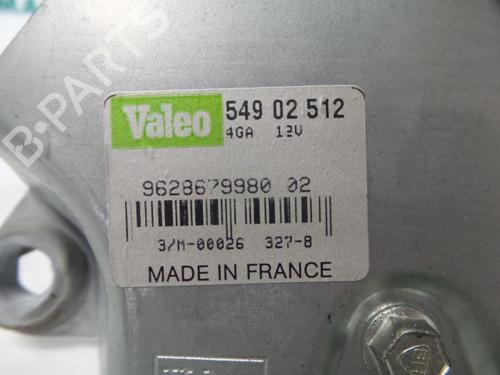 Valeo 549 02 512
4GA 12V
9628679980 02
3/M-00026 327-8
MADE IN FRANCE
B-PARTS